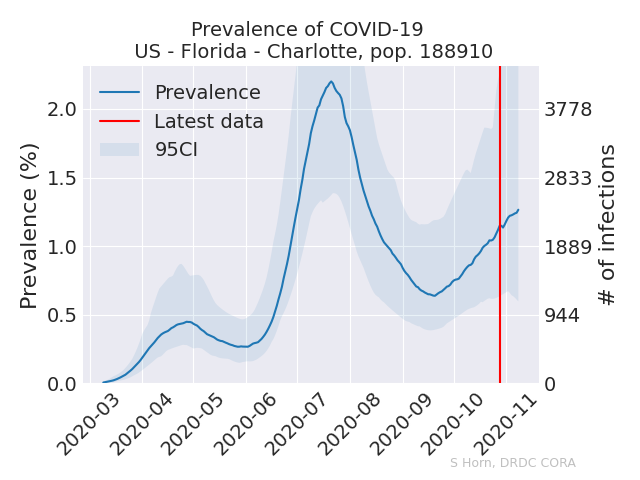 Prevalence of COVID-19
US - Florida - Charlotte, pop. 188910
Prevalence
Latest data
95CI
Prevalence (%)
2.0
1.5
1.0
0.5
0.0
3778
2833
1889
944
0
# of infections
2020-03
2020-04
2020-05
2020-06
2020-07
2020-08
2020-09
2020-10
2020-11
S Horn, DRDC CORA